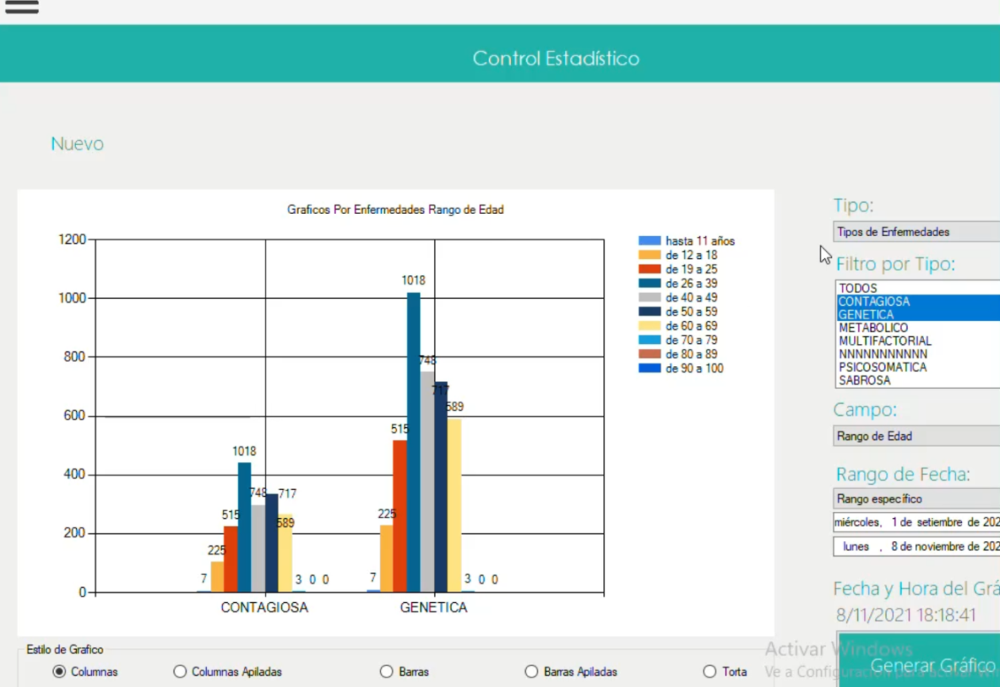 Control Estadístico
Nuevo
Graficos Por Enfermedades Rango de Edad
1200
1000
800
600
400
200
0
7
225
515
1018
748
717
589
3 0 0
7
225
515
1018
748
717
589
3 0 0
CONTAGIOSA
GENETICA
hasta 11 años
de 12 a 18
de 19 a 25
de 26 a 39
de 40 a 49
de 50 a 59
de 60 a 69
de 70 a 79
de 80 a 89
de 90 a 100
Tipo:
Tipos de Enfermedades
Filtro por Tipo:
TODOS
CONTAGIOSA
GENETICA
METABOLICO
MULTIFACTORIAL
NNNNNNNNNNN
PSICOSOMATICA
SABROSA
Campo:
Rango de Edad
Rango de Fecha:
Rango específico
miércoles, 1 de setiembre de 202
lunes , 8 de noviembre de 202
Fecha y Hora del Grá
8/11/2021 18:18:41
Generar Gráfico
Estilo de Grafico
Columnas
Columnas Apiladas
Barras
Barras Apiladas
Torta
Activar Windows
Ve a Configuración para activar